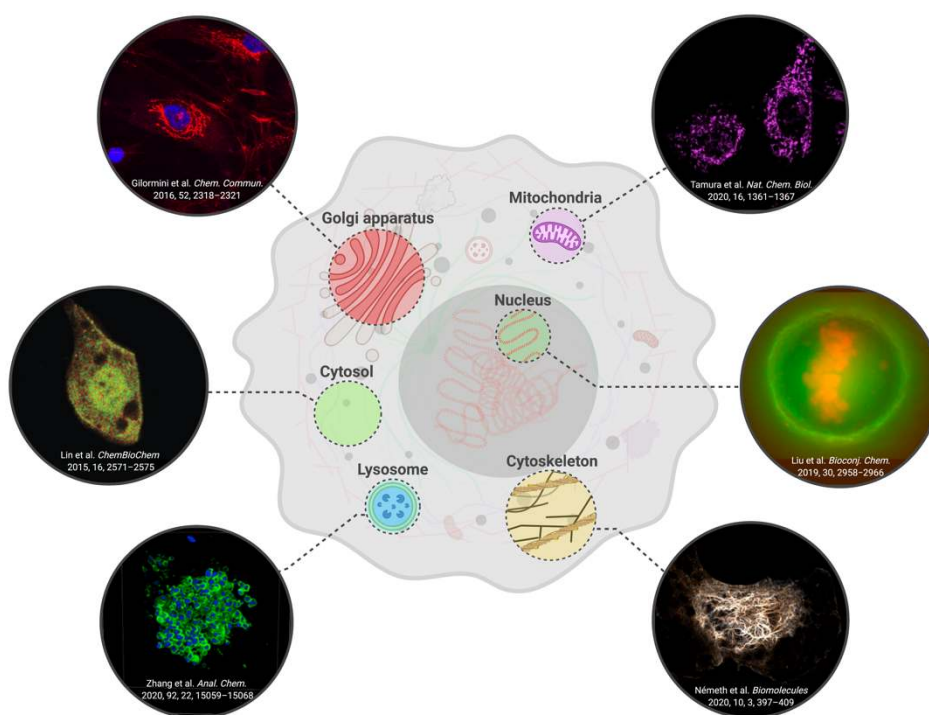 Gilormini et al. Chem. Commun.
2016, 52, 2318–2321
Tamura et al. Nat. Chem Biol.
2020, 16, 1361–1367
Golgi apparatus
Mitochondria
Nucleus
Cytosol
Lin et al. ChemBioChem
2015, 16, 2571–2575
Liu et al. Bioconj. Chem.
2019, 30, 2958–2966
Lysosome
Cytoskeleton
Zhang et al. Anal. Chem.
2020, 92, 22, 15059–15068
Németh et al. Biomolecules
2020, 10, 3, 397–409